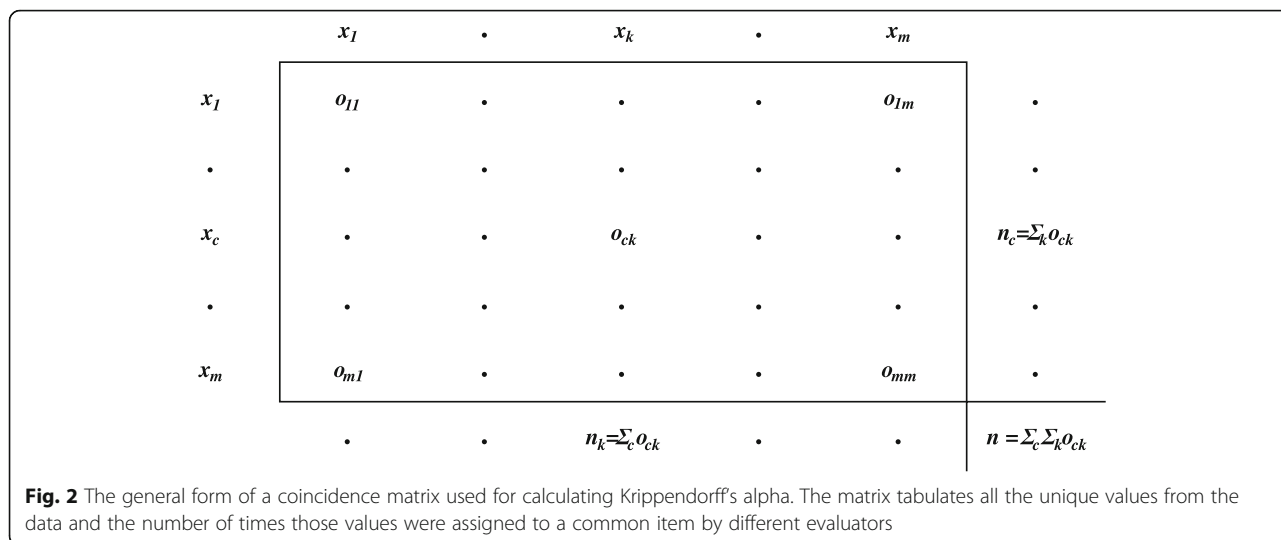 x1 • xk • xm
x1 o11 • • • o1m •
• • • • • • •
xc • • ock • • nc=Σkock
• • • • • • •
xm om1 • • • omm •
• • nk=Σcock • • n =ΣcΣkock
Fig. 2 The general form of a coincidence matrix used for calculating Krippendorff's alpha. The matrix tabulates all the unique values from the
data and the number of times those values were assigned to a common item by different evaluators